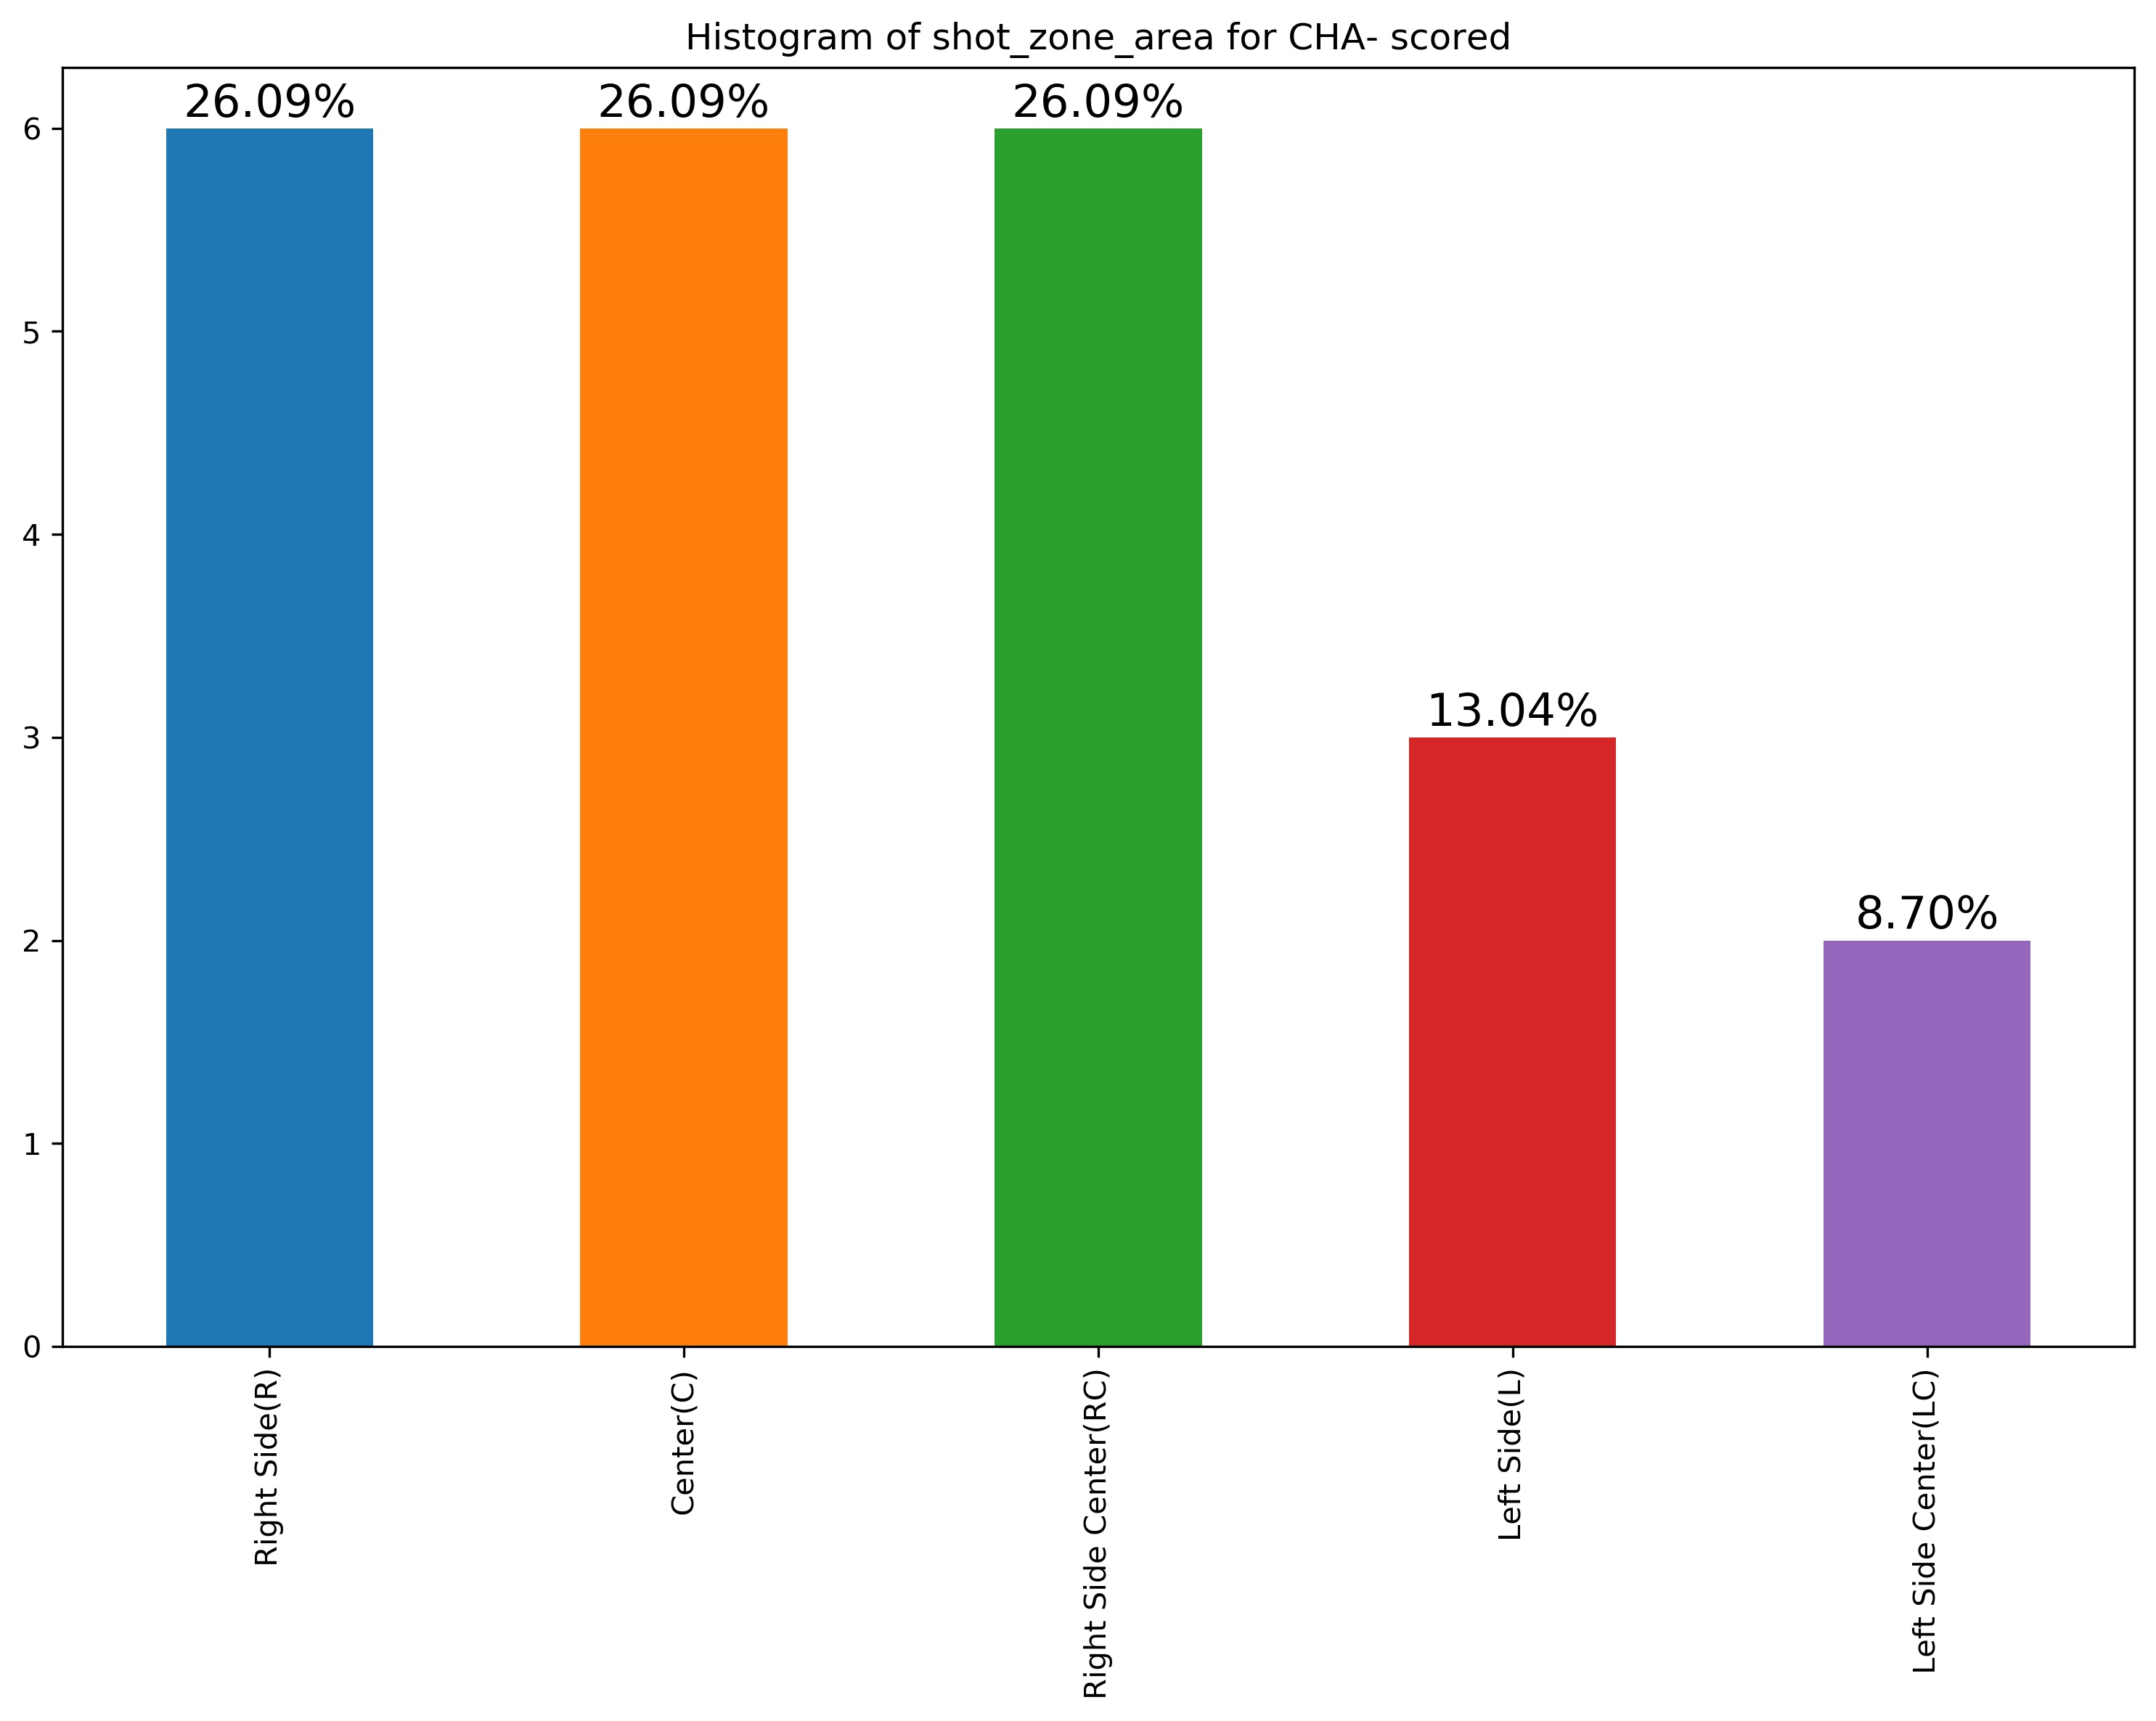 Histogram of shot_zone_area for CHA- scored
26.09%
26.09%
26.09%
13.04%
8.70%
6
5
4
3
2
1
0
Right Side(R)
Center(C)
Right Side Center(RC)
Left Side(L)
Left Side Center(LC)